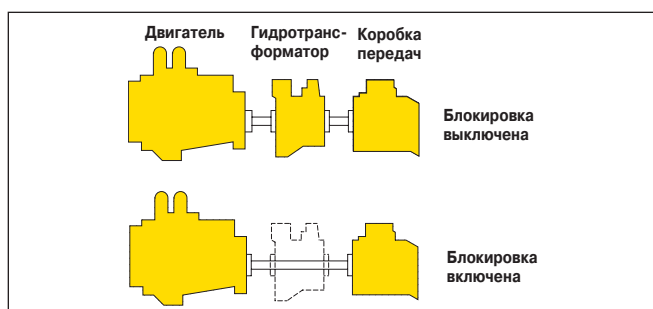 Двигатель
Гидротранс-
форматор
Коробка
передач
Блокировка
выключена
Блокировка
включена